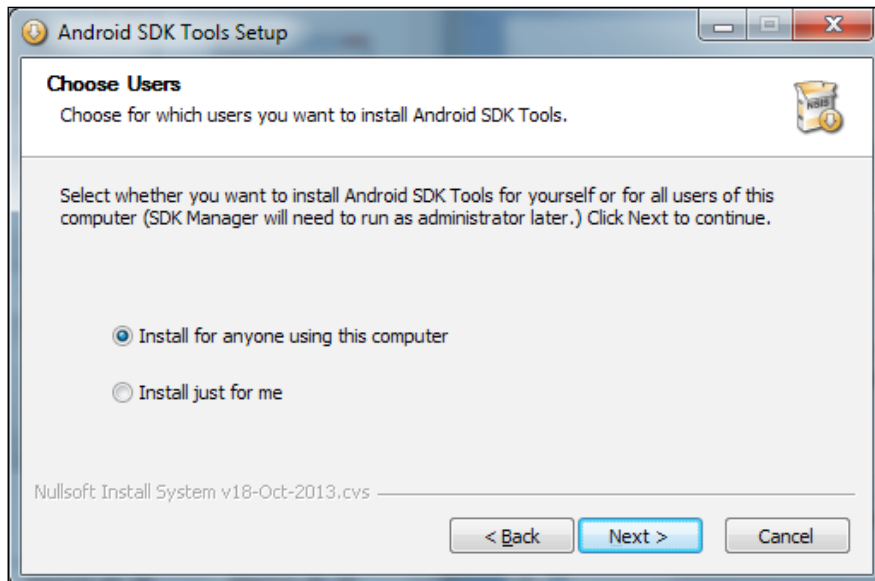 Android SDK Tools Setup
Choose Users
Choose for which users you want to install Android SDK Tools.
NSIS
Select whether you want to install Android SDK Tools for yourself or for all users of this
computer (SDK Manager will need to run as administrator later.) Click Next to continue.
Install for anyone using this computer
Install just for me
Nullsoft Install System v18-Oct-2013.cvs
< Back Next > Cancel